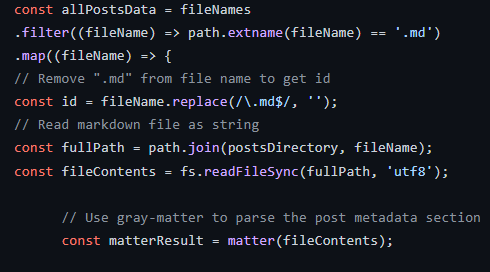 const allPostsData = fileNames
.filter((fileName) => path.extname(fileName) == '.md')
.map((fileName) => {
// Remove ".md" from file name to get id
const id = fileName.replace(/\.md$/, '');
// Read markdown file as string
const fullPath = path.join(postsDirectory, fileName);
const fileContents = fs.readFileSync(fullPath, 'utf8');
// Use gray-matter to parse the post metadata section
const matterResult = matter(fileContents);